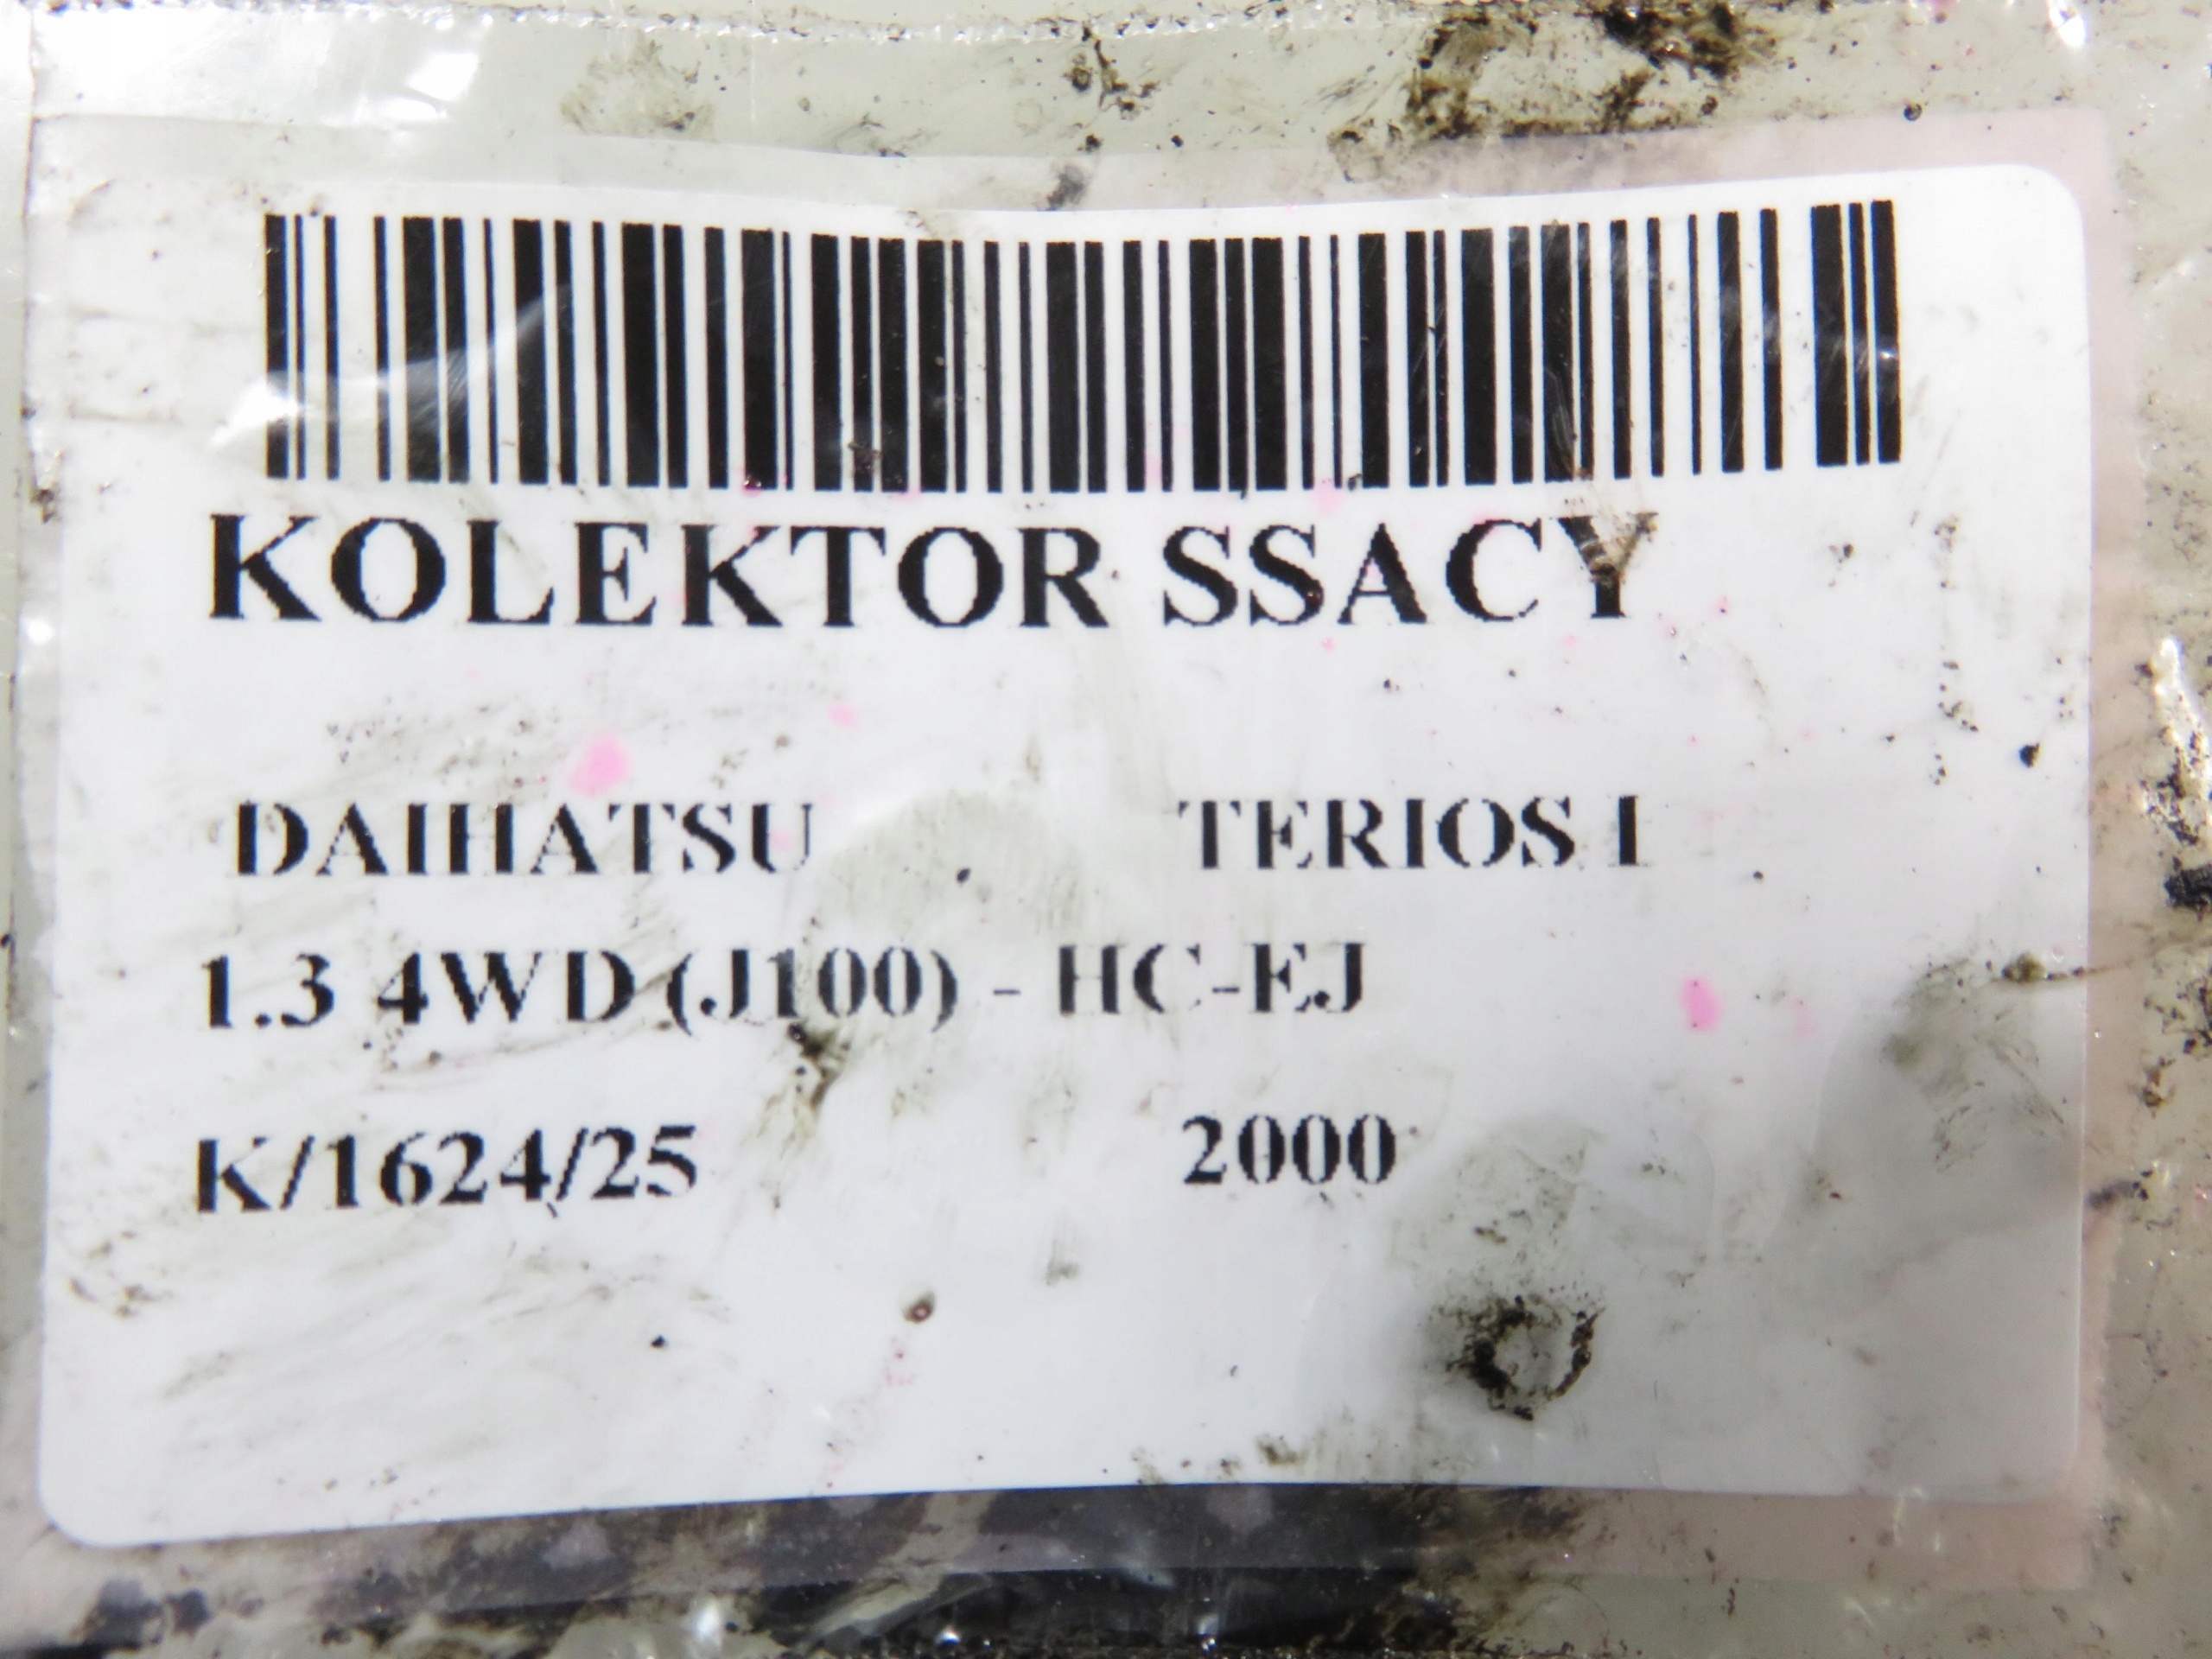 KOLEKTOR SSACY
DAIHATSU TERIOS I
1.3 4WD (J100) - HC-EJ
K/1624/25 2000